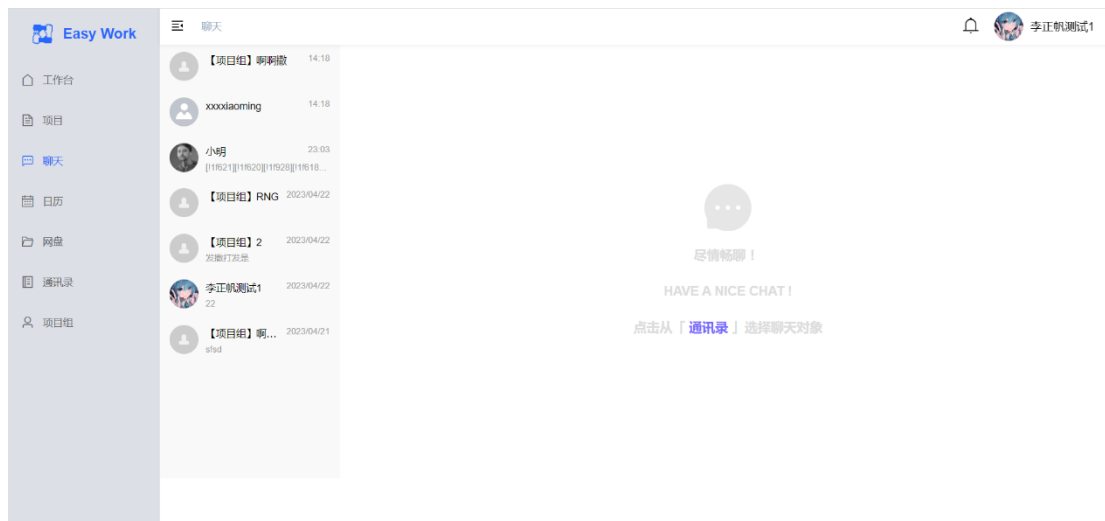 Easy Work
聊天
李正帆测试1
工作台
项目
聊天
日历
网盘
通讯录
项目组
【项目组】啊啊撒 14:18
xxxxiaoming 14:18
小明 23:03
[!1f621][!1f620][!1f928][!1f618...
【项目组】RNG 2023/04/22
【项目组】2 2023/04/22
发撒打发是
李正帆测试1 2023/04/22
22
【项目组】啊... 2023/04/21
sfsd
尽情畅聊！
HAVE A NICE CHAT !
点击从「 通讯录 」选择聊天对象